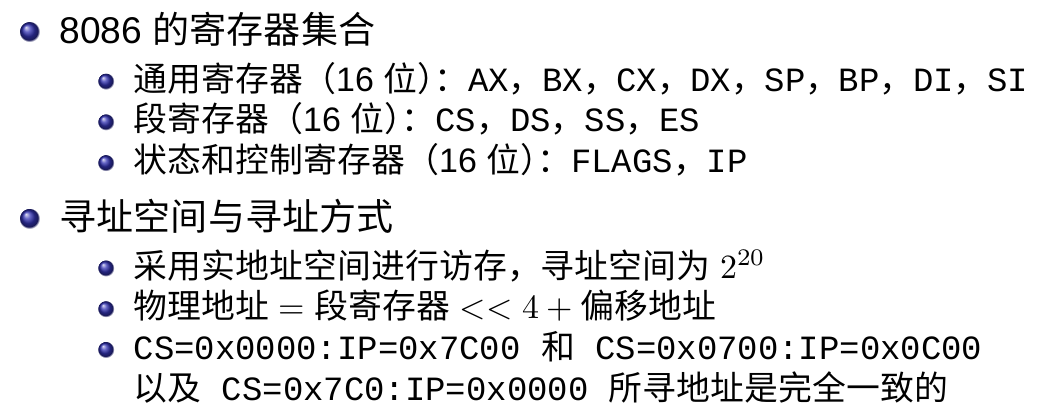 8086 的寄存器集合
通用寄存器（16 位）：AX，BX，CX，DX，SP，BP，DI，SI
段寄存器（16 位）：CS，DS，SS，ES
状态和控制寄存器（16 位）：FLAGS，IP
寻址空间与寻址方式
采用实地址空间进行访存，寻址空间为 2²⁰
物理地址 = 段寄存器 << 4 + 偏移地址
CS=0x0000:IP=0x7C00 和 CS=0x0700:IP=0x0C00
以及 CS=0x7C0:IP=0x0000 所寻地址是完全一致的